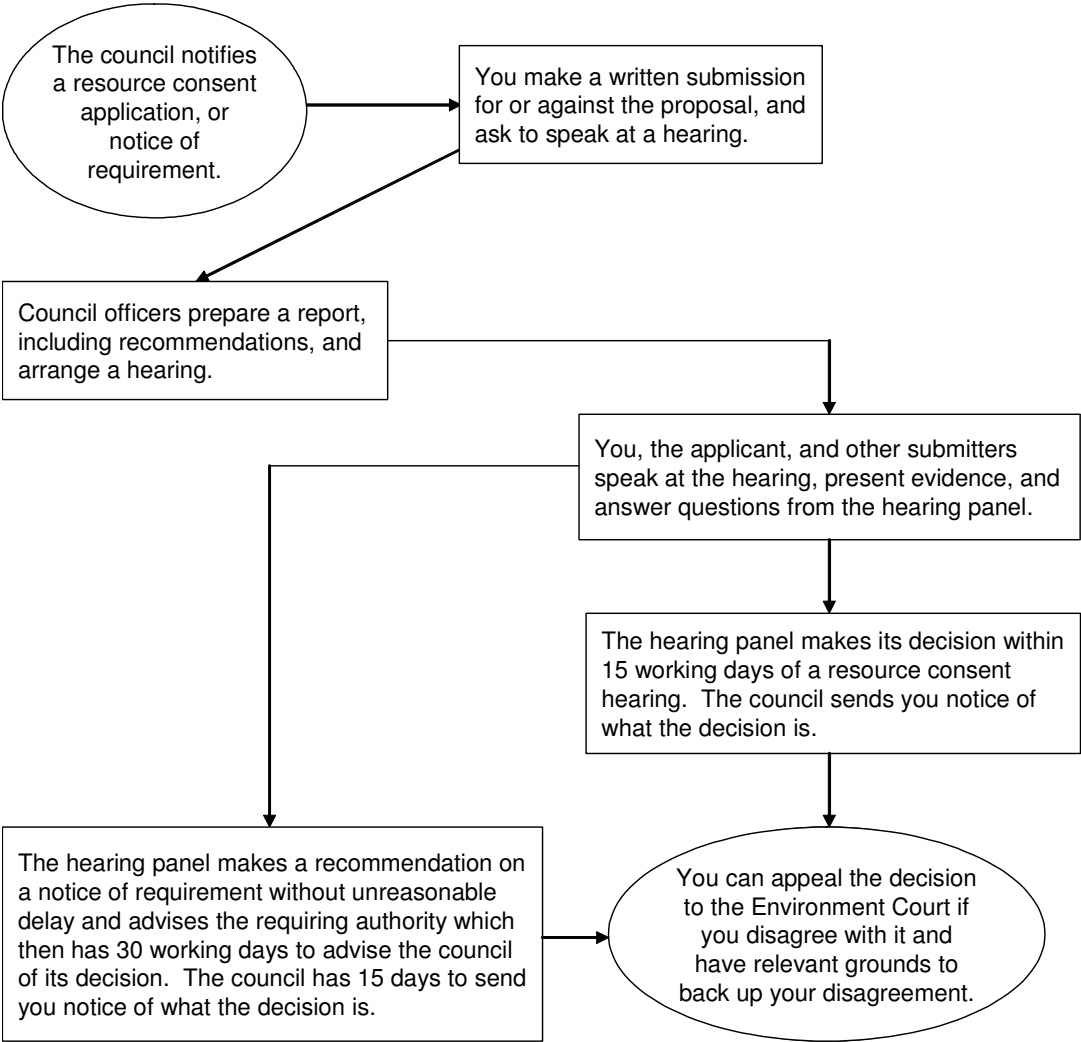 The council notifies
a resource consent
application, or
notice of
requirement.
You make a written submission
for or against the proposal, and
ask to speak at a hearing.
Council officers prepare a report,
including recommendations, and
arrange a hearing.
You, the applicant, and other submitters
speak at the hearing, present evidence, and
answer questions from the hearing panel.
The hearing panel makes its decision within
15 working days of a resource consent
hearing.  The council sends you notice of
what the decision is.
The hearing panel makes a recommendation on
a notice of requirement without unreasonable
delay and advises the requiring authority which
then has 30 working days to advise the council
of its decision.  The council has 15 days to send
you notice of what the decision is.
You can appeal the decision
to the Environment Court if
you disagree with it and
have relevant grounds to
back up your disagreement.